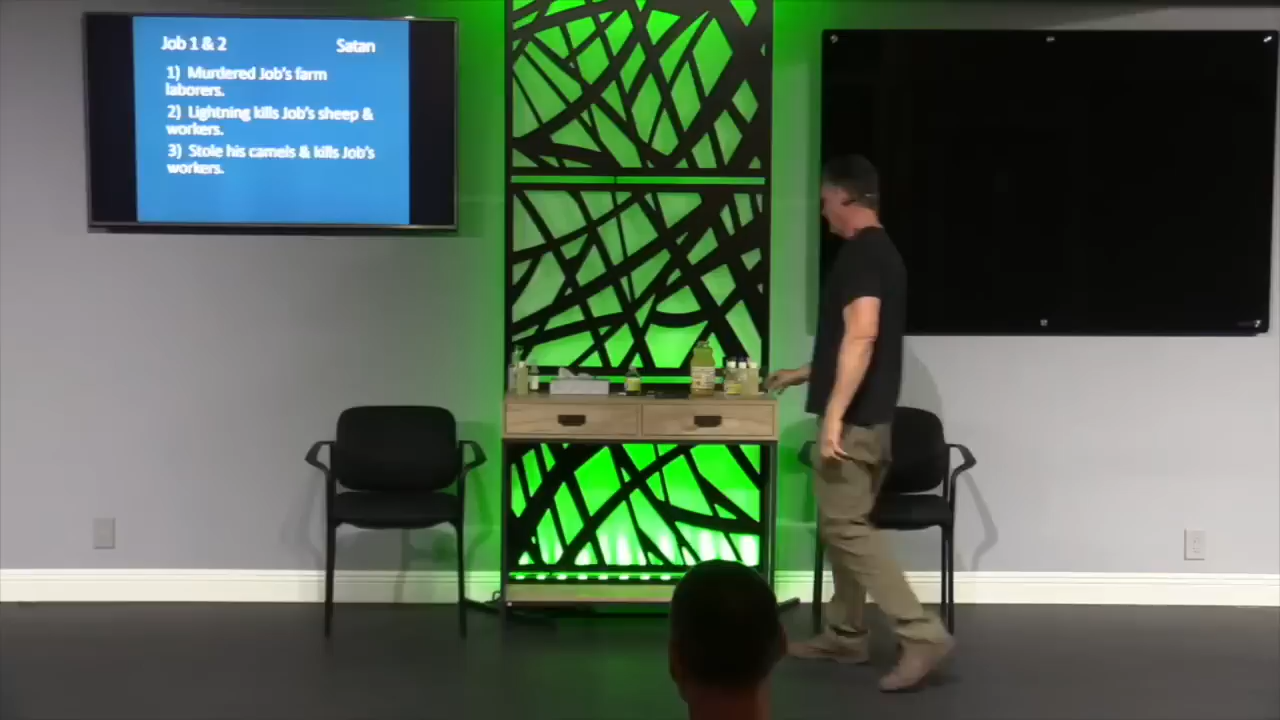 Job 1 & 2 Satan
1) Murdered Job's farm
laborers.
2) Lightning kills Job's sheep &
workers.
3) Stole his camels & kills Job's
workers.